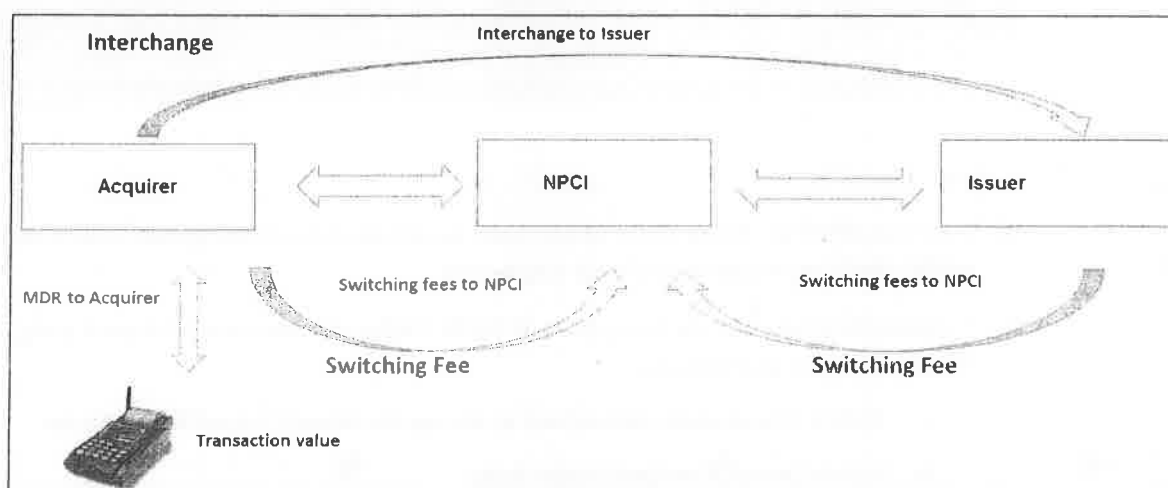 Interchange
Interchange to Issuer
Acquirer
NPCI
Issuer
MDR to Acquirer
Switching fees to NPCI
Switching fees to NPCI
Switching Fee
Switching Fee
Transaction value